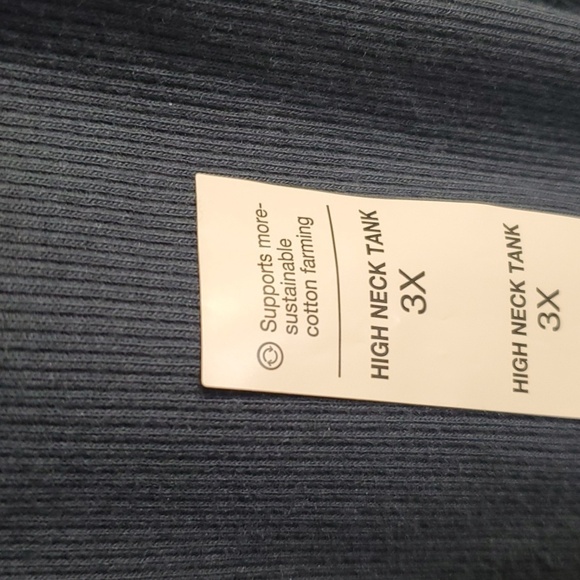 Supports more-
sustainable
cotton farming
HIGH NECK TANK
3X
HIGH NECK TANK
3X